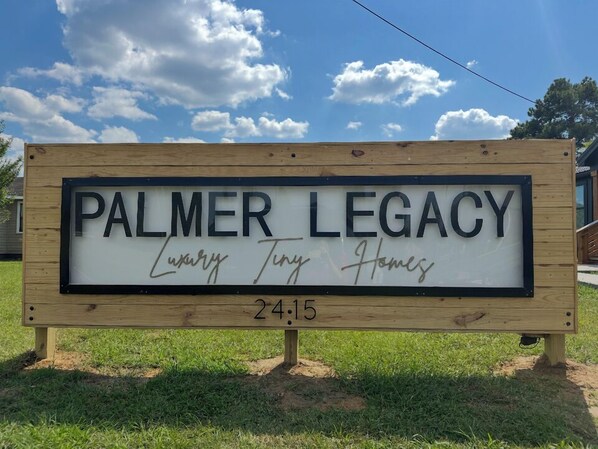 PALMER LEGACY
Luxury Tiny Homes
2415